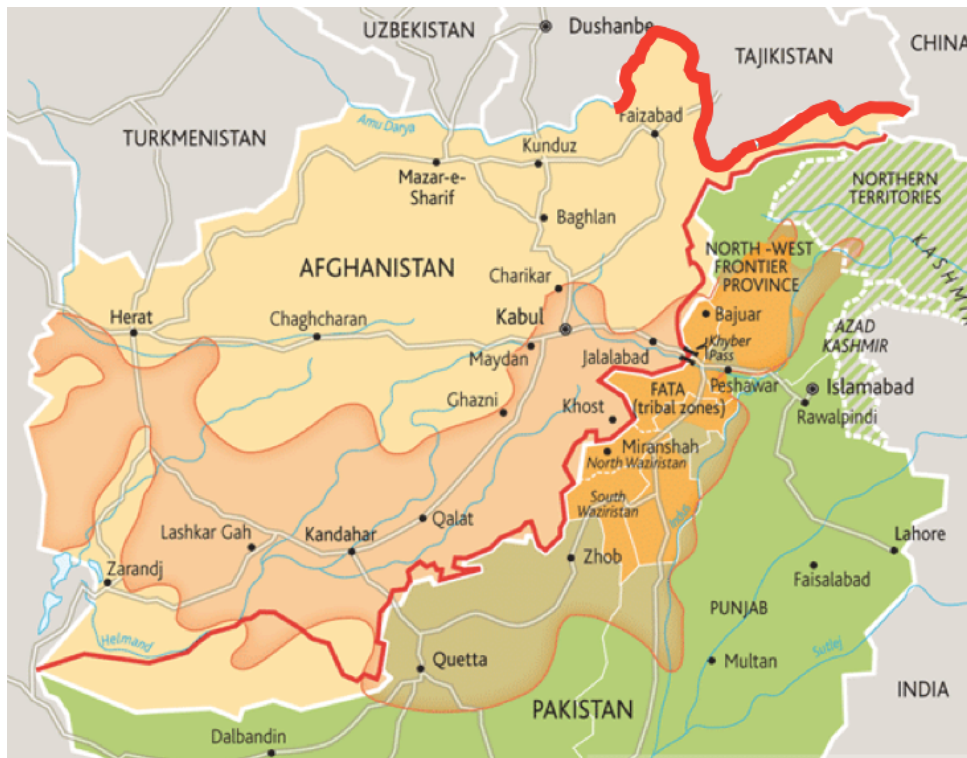 UZBEKISTAN
Dushanbe
TAJIKISTAN
CHINA
TURKMENISTAN
Amu Darya
Faizabad
Kunduz
Mazar-e-
Sharif
Baghlan
NORTHERN
TERRITORIES
KASHMI
AFGHANISTAN
Charikar
NORTH -WEST
FRONTIER
PROVINCE
Herat
Chaghcharan
Kabul
Bajuar
AZAD
KASHMIR
Maydan
Jalalabad
Khyber
Pass
Peshawar
Islamabad
Rawalpindi
Ghazni
Khost
FATA
(tribal zones)
Miranshah
North Waziristan
South
Waziristan
Indus
Lashkar Gah
Kandahar
Qalat
Zhob
Lahore
Faisalabad
Zarandj
PUNJAB
Helmand
Sutlej
Quetta
Multan
INDIA
PAKISTAN
Dalbandin